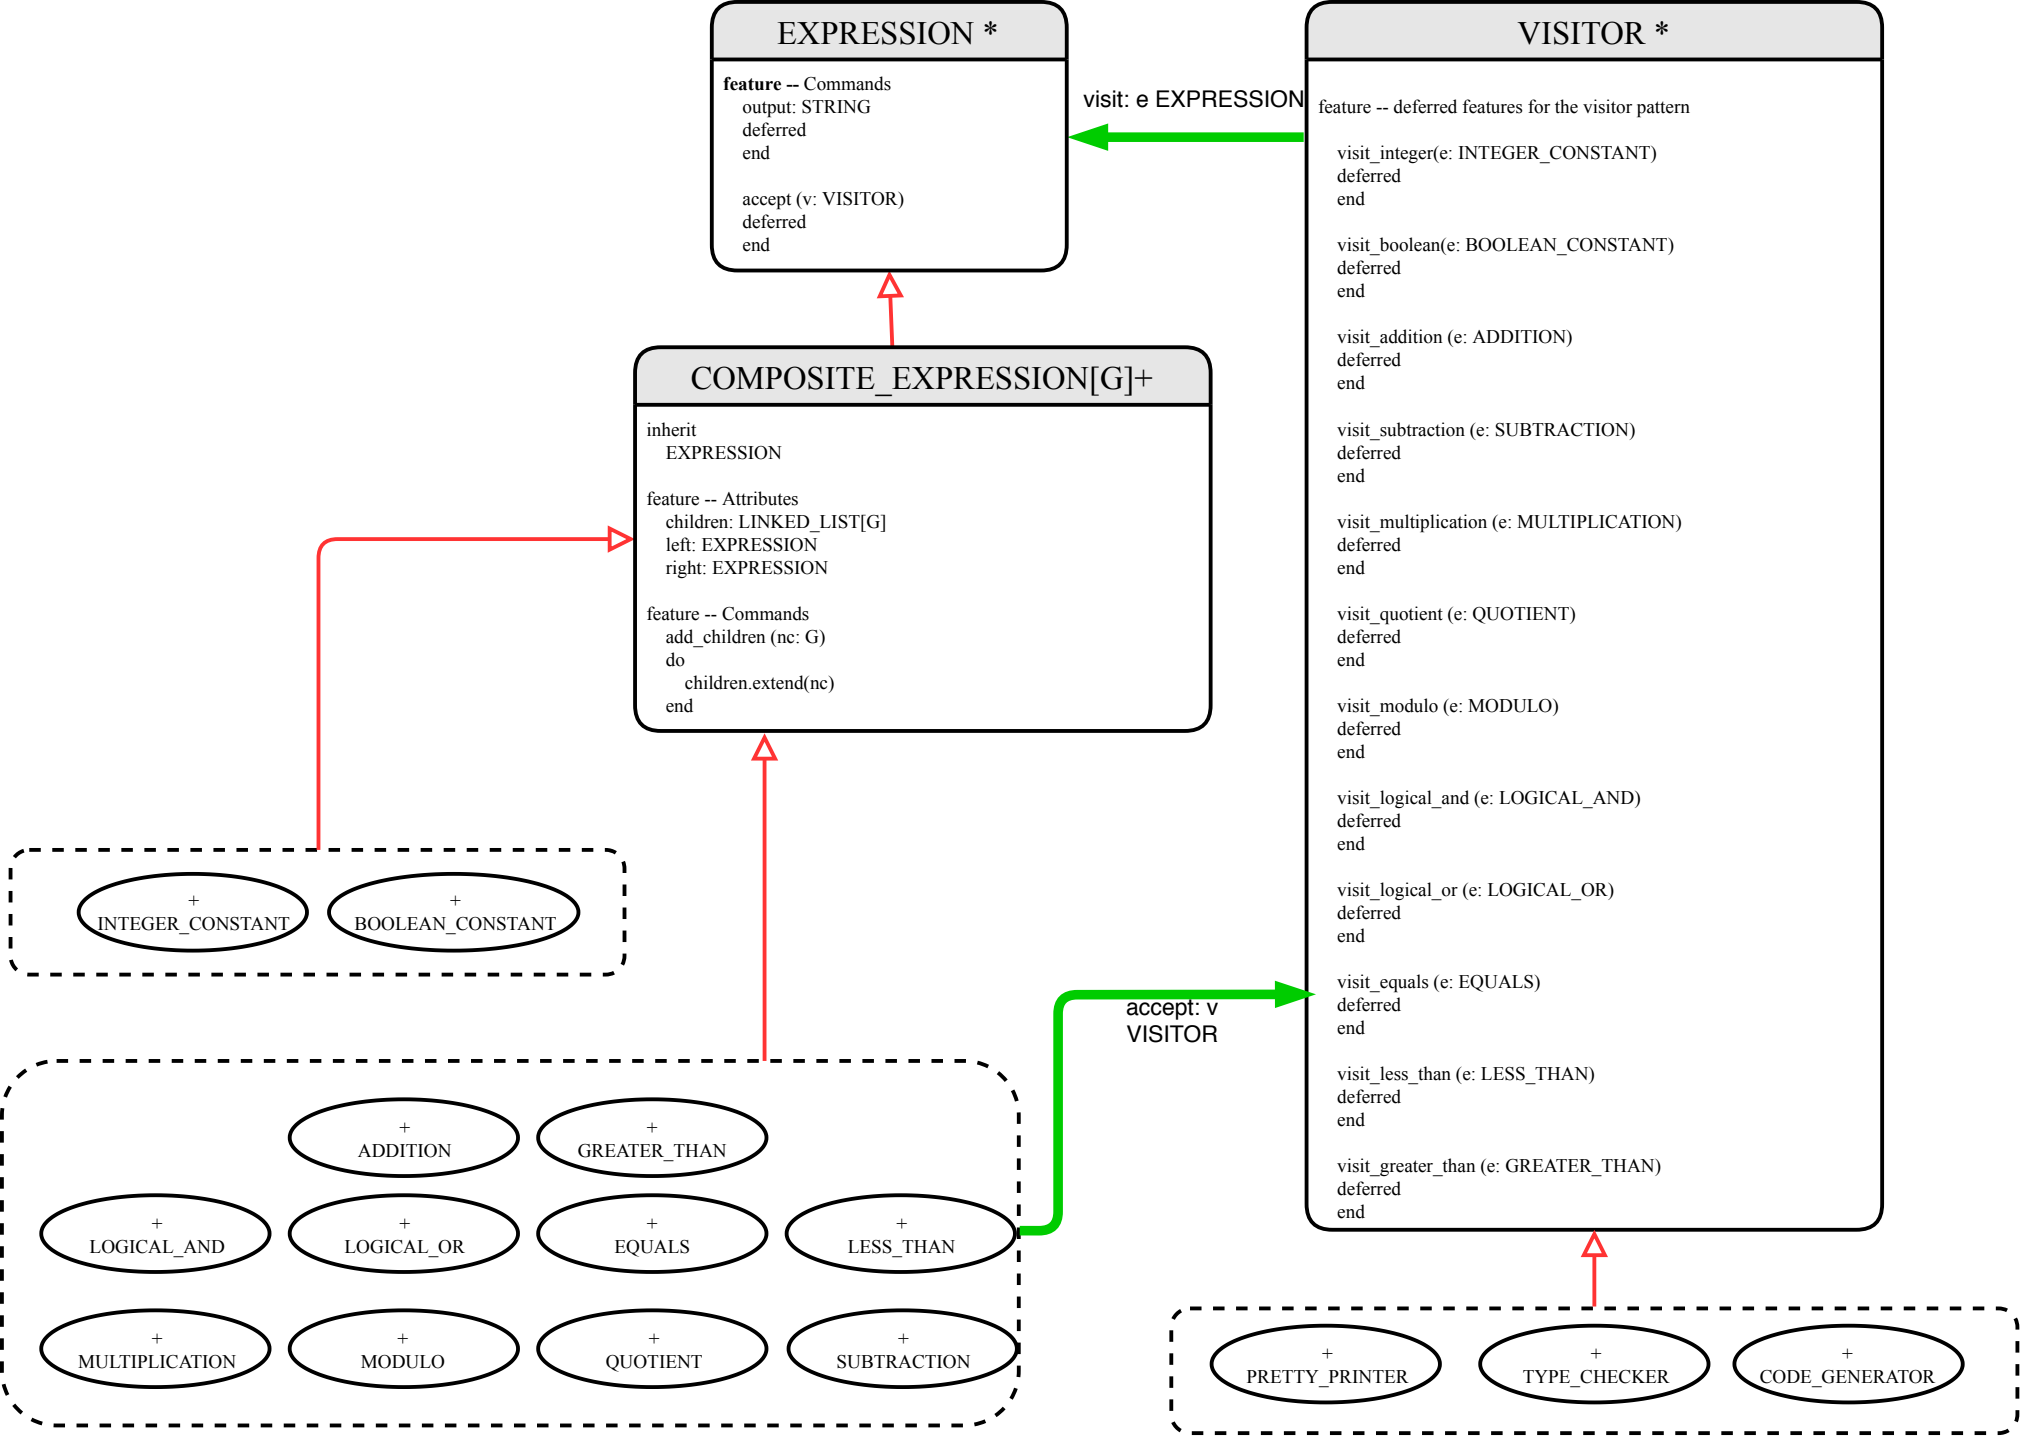 EXPRESSION *
feature -- Commands
output: STRING
deferred
end
accept (v: VISITOR)
deferred
end
visit: e EXPRESSION
VISITOR *
feature -- deferred features for the visitor pattern
visit_integer(e: INTEGER_CONSTANT)
deferred
end
visit_boolean(e: BOOLEAN_CONSTANT)
deferred
end
visit_addition (e: ADDITION)
deferred
end
visit_subtraction (e: SUBTRACTION)
deferred
end
visit_multiplication (e: MULTIPLICATION)
deferred
end
visit_quotient (e: QUOTIENT)
deferred
end
visit_modulo (e: MODULO)
deferred
end
visit_logical_and (e: LOGICAL_AND)
deferred
end
visit_logical_or (e: LOGICAL_OR)
deferred
end
visit_equals (e: EQUALS)
deferred
end
visit_less_than (e: LESS_THAN)
deferred
end
visit_greater_than (e: GREATER_THAN)
deferred
end
COMPOSITE_EXPRESSION[G]+
inherit
EXPRESSION
feature -- Attributes
children: LINKED_LIST[G]
left: EXPRESSION
right: EXPRESSION
feature -- Commands
add_children (nc: G)
do
children.extend(nc)
end
+
INTEGER_CONSTANT
+
BOOLEAN_CONSTANT
accept: v
VISITOR
+
ADDITION
+
GREATER_THAN
+
LOGICAL_AND
+
LOGICAL_OR
+
EQUALS
+
LESS_THAN
+
MULTIPLICATION
+
MODULO
+
QUOTIENT
+
SUBTRACTION
+
PRETTY_PRINTER
+
TYPE_CHECKER
+
CODE_GENERATOR